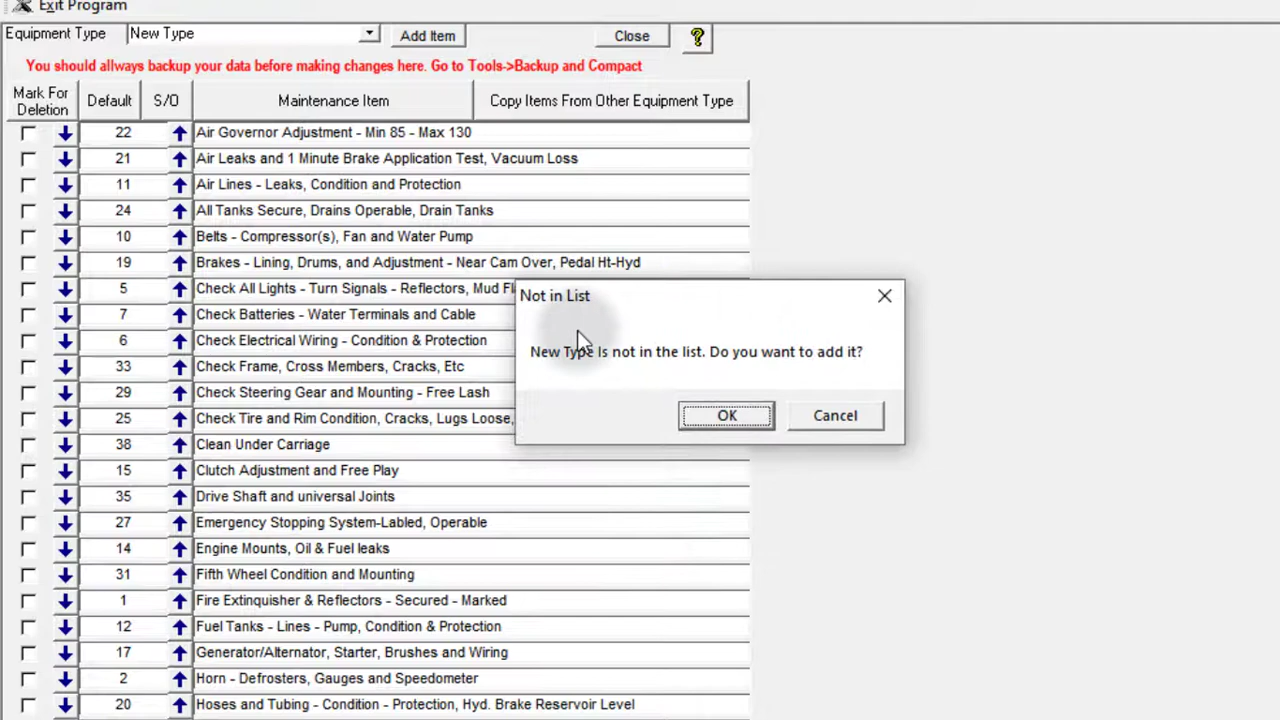 Exit Program
Equipment Type New Type Add Item Close ?
You should allways backup your data before making changes here. Go to Tools->Backup and Compact
Mark For Deletion Default S/O Maintenance Item Copy Items From Other Equipment Type
22 Air Governor Adjustment - Min 85 - Max 130
21 Air Leaks and 1 Minute Brake Application Test, Vacuum Loss
11 Air Lines - Leaks, Condition and Protection
24 All Tanks Secure, Drains Operable, Drain Tanks
10 Belts - Compressor(s), Fan and Water Pump
19 Brakes - Lining, Drums, and Adjustment - Near Cam Over, Pedal Ht-Hyd
5 Check All Lights - Turn Signals - Reflectors, Mud
7 Check Batteries - Water Terminals and Cable
6 Check Electrical Wiring - Condition & Protection
33 Check Frame, Cross Members, Cracks, Etc
29 Check Steering Gear and Mounting - Free Lash
25 Check Tire and Rim Condition, Cracks, Lugs Loose,
38 Clean Under Carriage
15 Clutch Adjustment and Free Play
35 Drive Shaft and universal Joints
27 Emergency Stopping System-Labled, Operable
14 Engine Mounts, Oil & Fuel leaks
31 Fifth Wheel Condition and Mounting
1 Fire Extinguisher & Reflectors - Secured - Marked
12 Fuel Tanks - Lines - Pump, Condition & Protection
17 Generator/Alternator, Starter, Brushes and Wiring
2 Horn - Defrosters, Gauges and Speedometer
20 Hoses and Tubing - Condition - Protection, Hyd. Brake Reservoir Level
Not in List
New Type Is not in the list. Do you want to add it?
OK Cancel